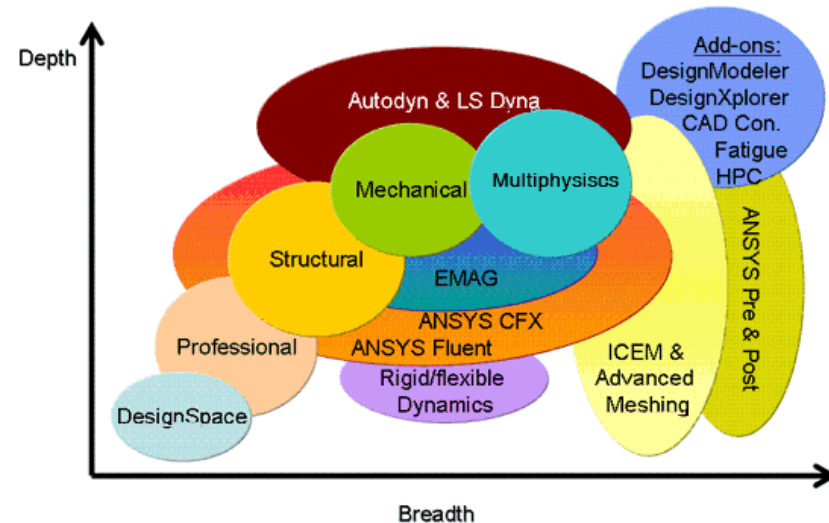 Depth
Add-ons:
DesignModeler
DesignXplorer
CAD Con.
Fatigue
HPC
Autodyn & LS Dyna
Mechanical
Multiphysiscs
Structural
EMAG
ANSYS CFX
ANSYS Fluent
Professional
Rigid/flexible
Dynamics
DesignSpace
ICEM &
Advanced
Meshing
ANSYS Pre & Post
Breadth